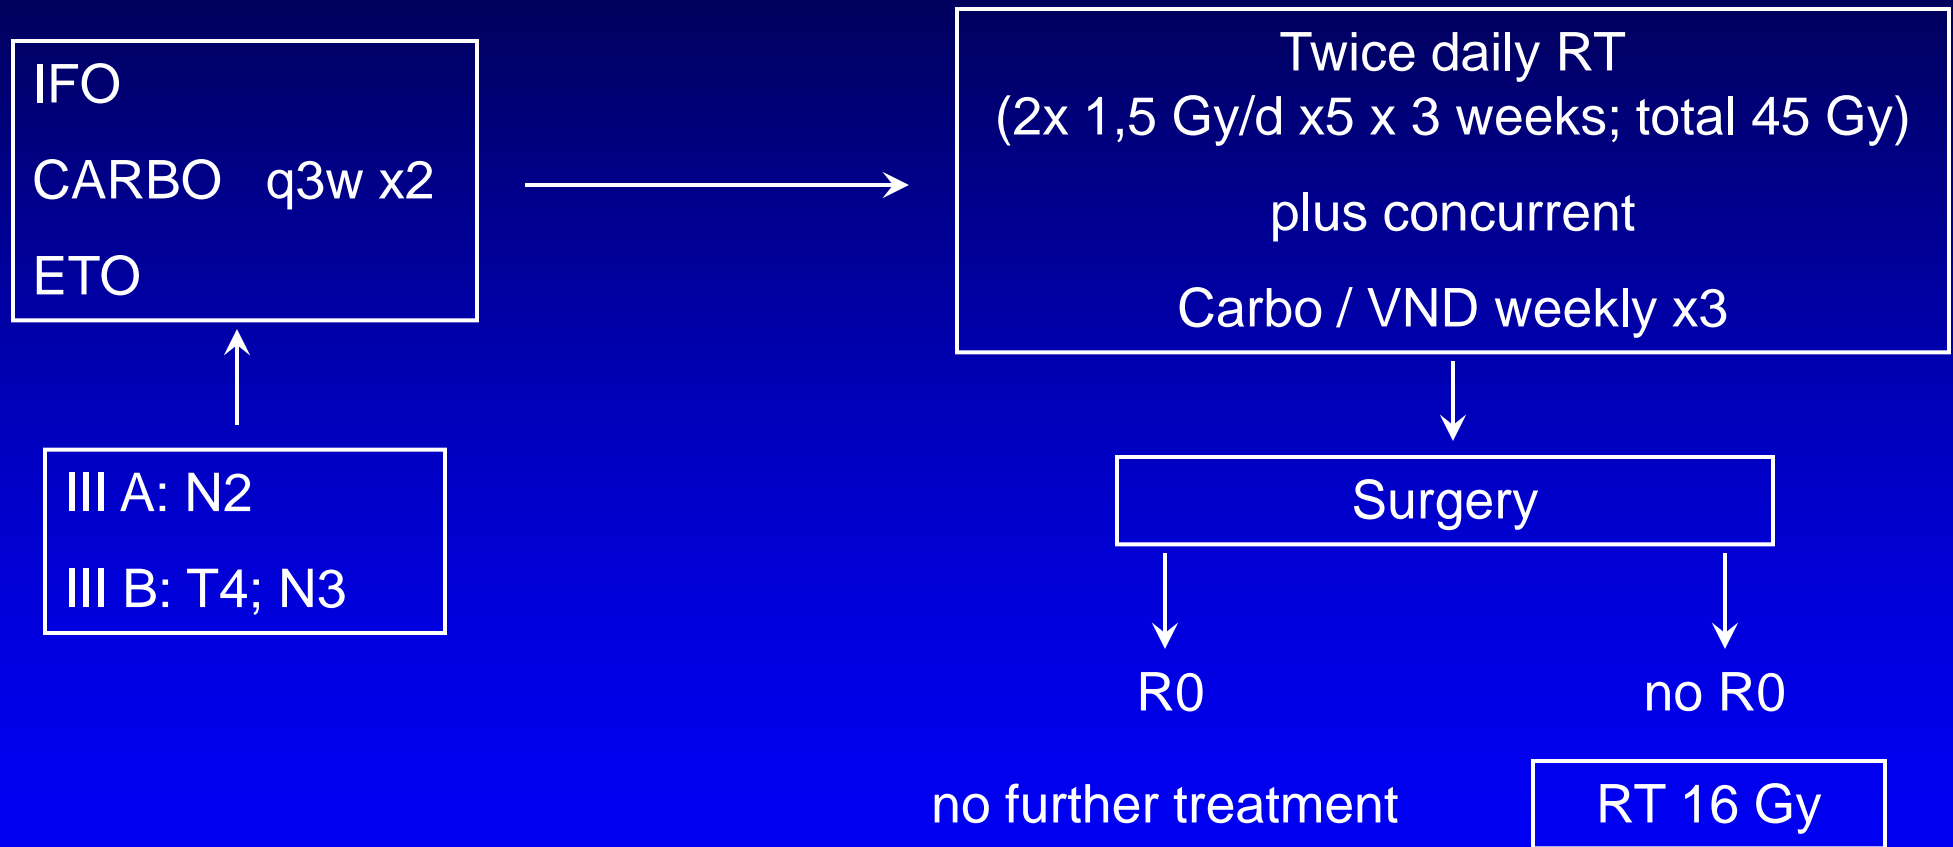 IFO
CARBO q3w x2
ETO
III A: N2
III B: T4; N3
Twice daily RT
(2x 1,5 Gy/d x5 x 3 weeks; total 45 Gy)
plus concurrent
Carbo / VND weekly x3
Surgery
R0
no R0
no further treatment
RT 16 Gy